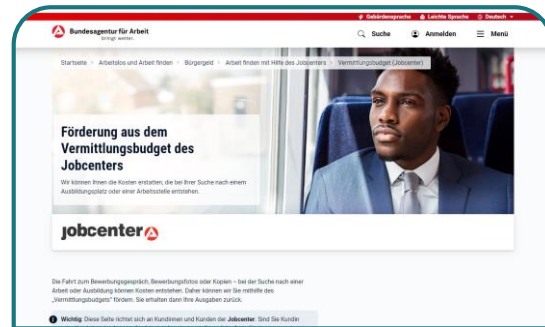 Gebärdensprache Leichte Sprache Deutsch
Bundesagentur für Arbeit
bringt weiter.
Suche Anmelden Menü
Startseite > Arbeitslos und Arbeit finden > Bürgergeld > Arbeit finden mit Hilfe des Jobcenters > Vermittlungsbudget (Jobcenter)
Förderung aus dem
Vermittlungsbudget des
Jobcenters
Wir können Ihnen die Kosten erstatten, die bei Ihrer Suche nach einem
Ausbildungsplatz oder einer Arbeitsstelle entstehen.
jobcenter
Die Fahrt zum Bewerbungsgespräch, Bewerbungsfotos oder Kopien – bei der Suche nach einer
Arbeit oder Ausbildung können Kosten entstehen. Daher können wir Sie mithilfe des
„Vermittlungsbudgets“ fördern. Sie erhalten dann Ihre Ausgaben zurück.
Wichtig: Diese Seite richtet sich an Kundinnen und Kunden der Jobcenter. Sind Sie Kundin